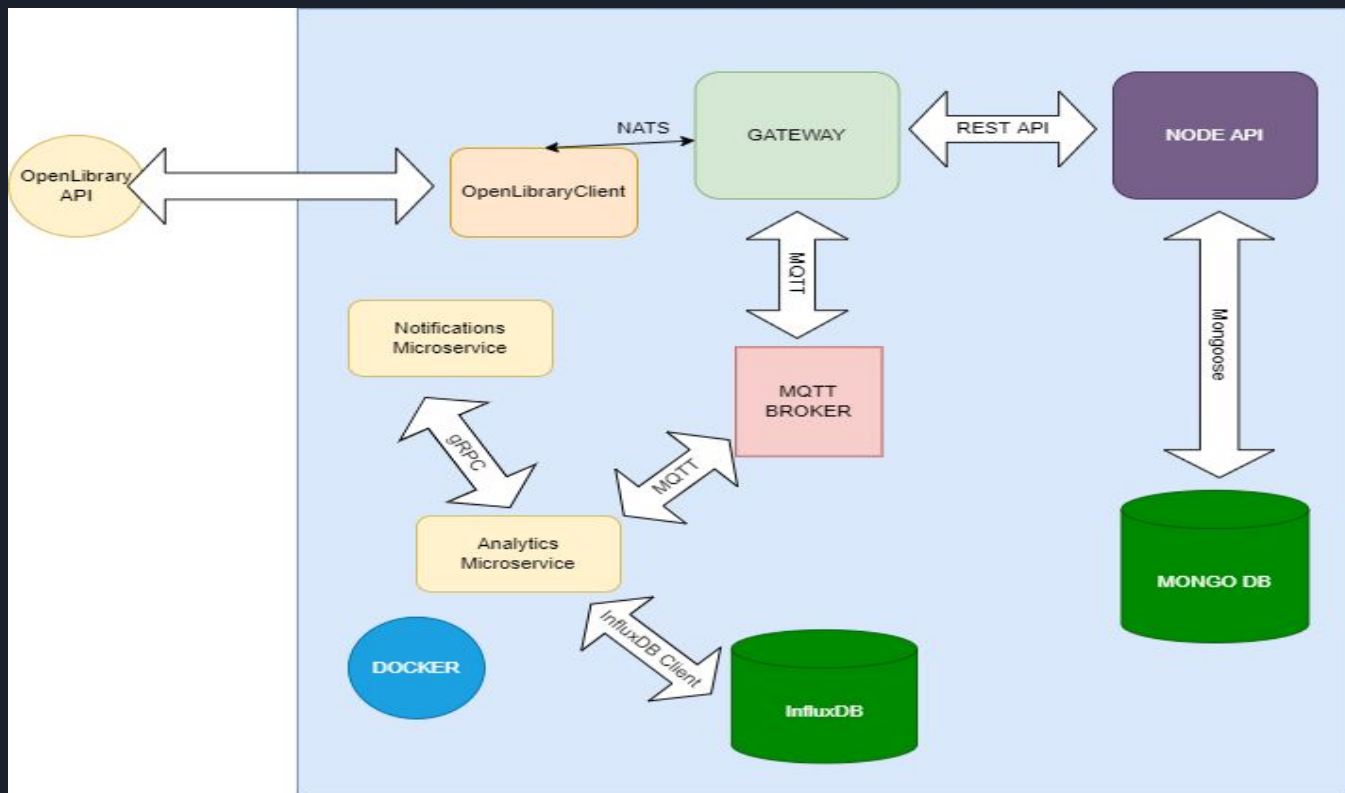 NATS
GATEWAY
REST API
NODE API
OpenLibrary
API
OpenLibraryClient
MQTT
Mongoose
Notifications
Microservice
MQTT
BROKER
gRPC
MQTT
Analytics
Microservice
MONGO DB
InfluxDB Client
DOCKER
InfluxDB